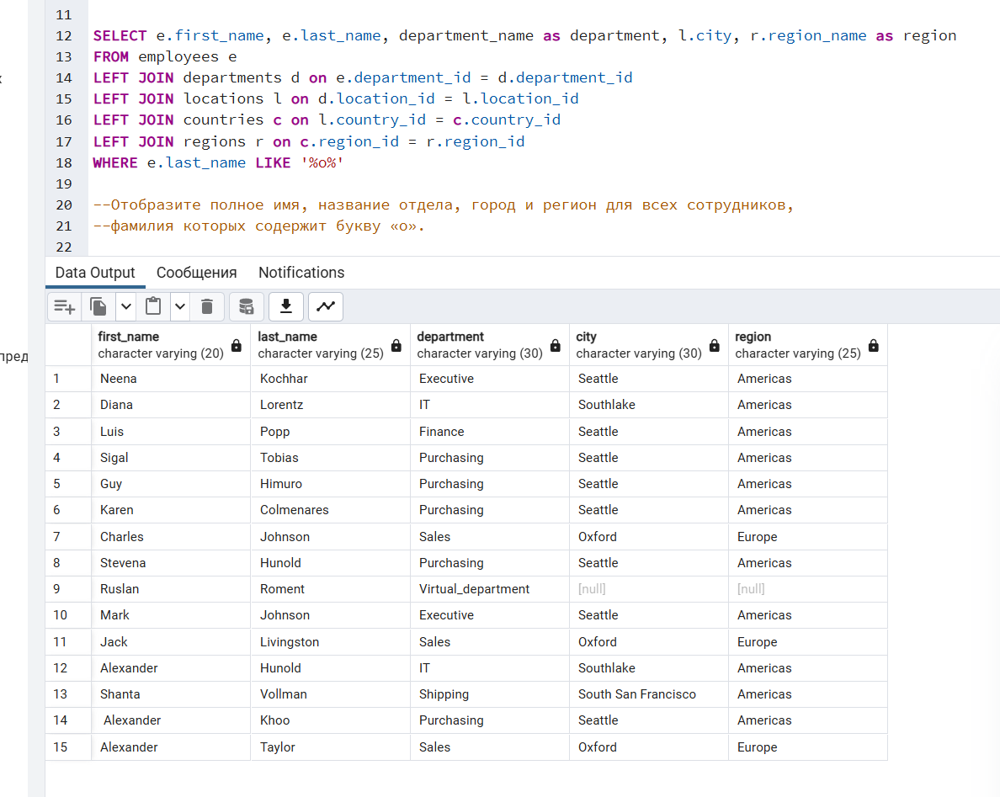 11
12 SELECT e.first_name, e.last_name, department_name as department, l.city, r.region_name as region
13 FROM employees e
14 LEFT JOIN departments d on e.department_id = d.department_id
15 LEFT JOIN locations l on d.location_id = l.location_id
16 LEFT JOIN countries c on l.country_id = c.country_id
17 LEFT JOIN regions r on c.region_id = r.region_id
18 WHERE e.last_name LIKE '%o%'
19
20 --Отобразите полное имя, название отдела, город и регион для всех сотрудников,
21 --фамилия которых содержит букву «о».
22
Data Output Сообщения Notifications
first_name last_name department city region
character varying (20) character varying (25) character varying (30) character varying (30) character varying (25)
пред
1 Neena Kochhar Executive Seattle Americas
2 Diana Lorentz IT Southlake Americas
3 Luis Popp Finance Seattle Americas
4 Sigal Tobias Purchasing Seattle Americas
5 Guy Himuro Purchasing Seattle Americas
6 Karen Colmenares Purchasing Seattle Americas
7 Charles Johnson Sales Oxford Europe
8 Stevena Hunold Purchasing Seattle Americas
9 Ruslan Roment Virtual_department [null] [null]
10 Mark Johnson Executive Seattle Americas
11 Jack Livingston Sales Oxford Europe
12 Alexander Hunold IT Southlake Americas
13 Shanta Vollman Shipping South San Francisco Americas
14 Alexander Khoo Purchasing Seattle Americas
15 Alexander Taylor Sales Oxford Europe